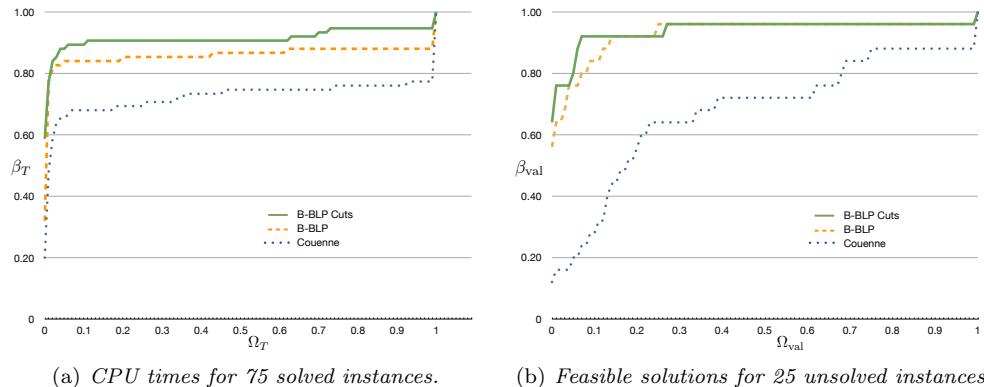 1.00
0.80
0.60
β_T
0.40
0.20
0
B-BLP Cuts
B-BLP
Couenne
0 0.1 0.2 0.3 0.4 0.5 0.6 0.7 0.8 0.9 1
Ω_T
(a) CPU times for 75 solved instances.
1.00
0.80
0.60
β_val
0.40
0.20
0
B-BLP Cuts
B-BLP
Couenne
0 0.1 0.2 0.3 0.4 0.5 0.6 0.7 0.8 0.9 1
Ω_val
(b) Feasible solutions for 25 unsolved instances